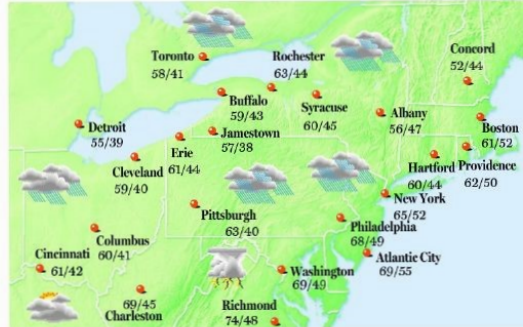 Toronto
58/41
Rochester
63/44
Concord
52/44
Buffalo
59/43
Syracuse
60/45
Albany
56/47
Boston
61/52
Detroit
55/39
Jamestown
57/38
Erie
61/44
Cleveland
59/40
Hartford
60/44
Providence
62/50
New York
65/52
Pittsburgh
63/40
Philadelphia
68/49
Columbus
60/41
Cincinnati
61/42
Atlantic City
69/55
Washington
69/49
69/45
Charleston
Richmond
74/48